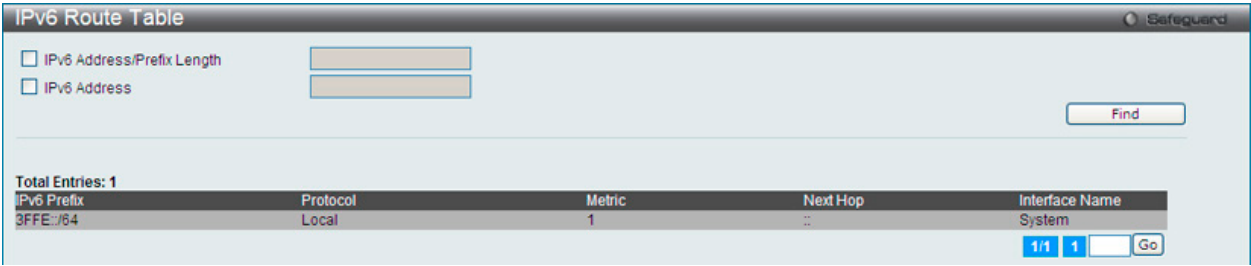 IPv6 Route Table
Safeguard
IPv6 Address/Prefix Length
IPv6 Address
Find
Total Entries: 1
IPv6 Prefix Protocol Metric Next Hop Interface Name
3FFE::/64 Local 1 :: System
1/1 1 Go